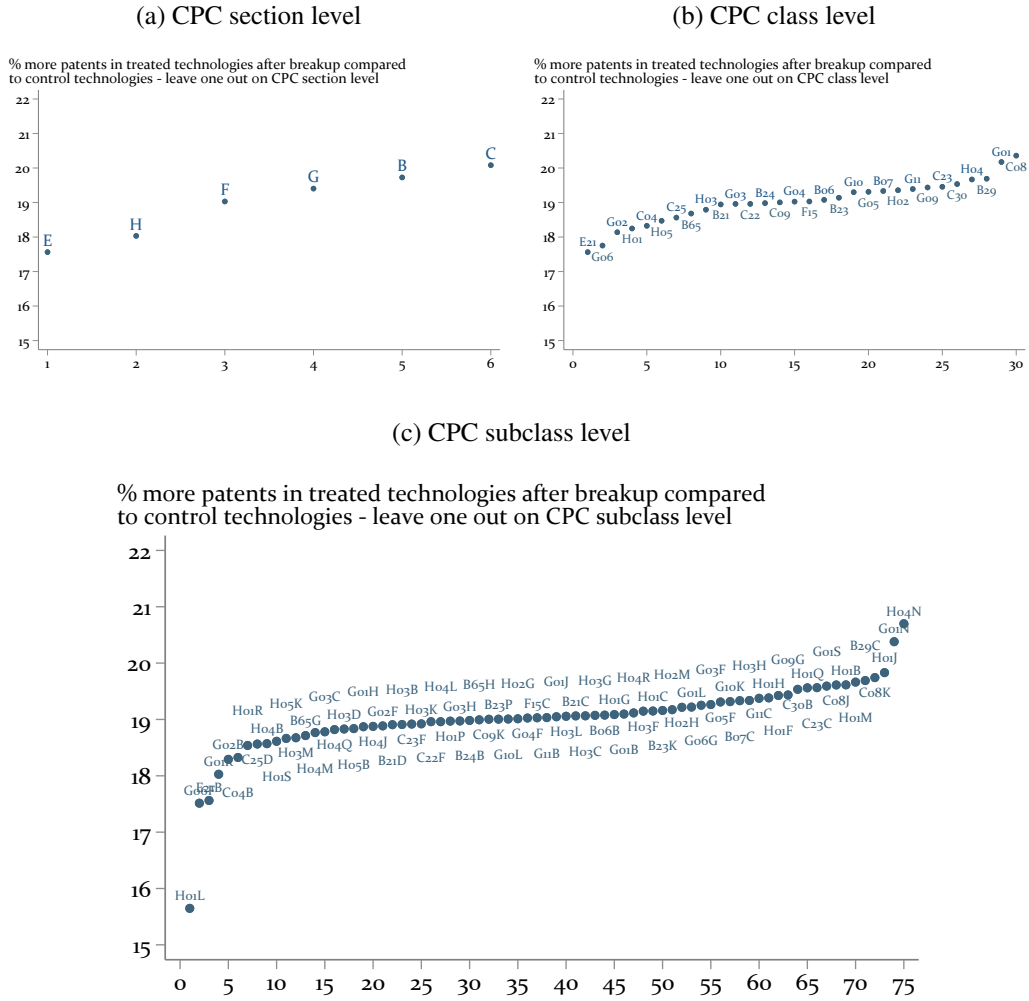 (a) CPC section level
% more patents in treated technologies after breakup compared
to control technologies - leave one out on CPC section level
22
21
20
19
18
17
16
15
E
H
F
G
B
C
1 2 3 4 5 6
(b) CPC class level
% more patents in treated technologies after breakup compared
to control technologies - leave one out on CPC class level
22
21
20
19
18
17
16
15
E21
G06
G02
H01
C04
H05
C25
B65
H03
B21
G03
C22
B24
C09
G04
F15
B06
B23
G10
G05
B07
H02
G11
G09
C23
C30
H04
B29
G01
C08
0 5 10 15 20 25 30
(c) CPC subclass level
% more patents in treated technologies after breakup compared
to control technologies - leave one out on CPC subclass level
22
21
20
19
18
17
16
15
H01L
E21B
C04B
G02B
C25D
H01R
H04B
H01S
H05K
H03M
B65G
H04M
G03C
H04Q
H03D
H05B
G01H
H04J
G02F
B21D
H03B
C23F
H03K
C22F
H04L
H01P
G03H
B24B
B65H
C09K
B23P
G10L
H02G
G04F
F15C
G11B
G01J
H03L
B21C
H03C
H03G
B06B
H01G
G01B
H04R
H03F
H01C
B23K
H02M
H02H
G01L
G06G
G03F
G05F
G10K
B07C
H03H
G11C
H01H
H01F
G09G
C30B
H01Q
C23C
G01S
C08J
H01B
H01M
B29C
C08K
H01J
G01N
H04N
0 5 10 15 20 25 30 35 40 45 50 55 60 65 70 75